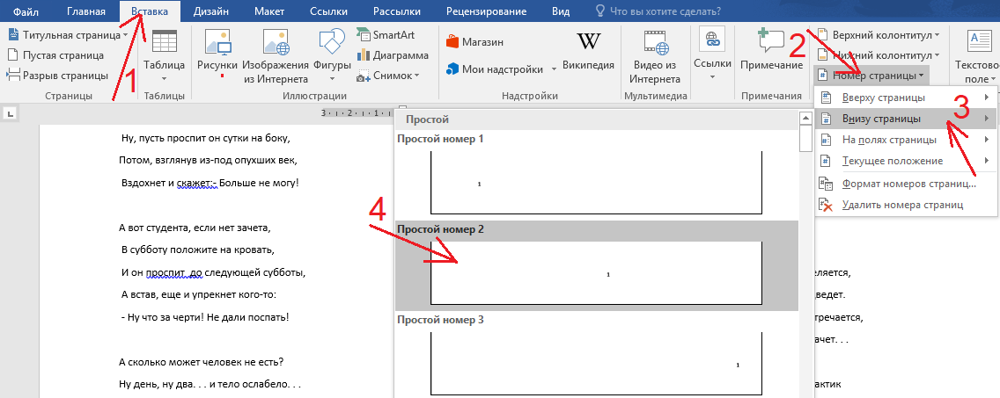 Файл Главная Вставка Дизайн Макет Ссылки Рассылки Рецензирование Вид Что вы хотите сделать?
1
2
Титульная страница
Пустая страница
Разрыв страницы
Страницы
Таблица
Таблицы
Рисунки
Изображения из Интернета
Фигуры
SmartArt
Диаграмма
Снимок
Иллюстрации
Магазин
Мои надстройки
Википедия
Надстройки
Видео из Интернета
Мультимедиа
Ссылки
Примечание
Примечания
Верхний колонтитул
Нижний колонтитул
Номер страницы
Текстовое поле
Вверху страницы
Внизу страницы
На полях страницы
Текущее положение
Формат номеров страниц...
Удалить номера страниц
3
3 2 1 1
Простой
Простой номер 1
1
4
Простой номер 2
1
Простой номер 3
1
Ну, пусть проспит он сутки на боку,
Потом, взглянув из-под опухших век,
Вздохнет и скажет:- Больше не могу!
А вот студента, если нет зачета,
В субботу положите на кровать,
И он проспит до следующей субботы,
А встав, еще и упрекнет кого-то:
- Ну что за черти! Не дали поспать!
А сколько может человек не есть?
Ну день, ну два. . . и тело ослабело. . .
еляется,
ведет.
тречается,
ачет. . .
актик